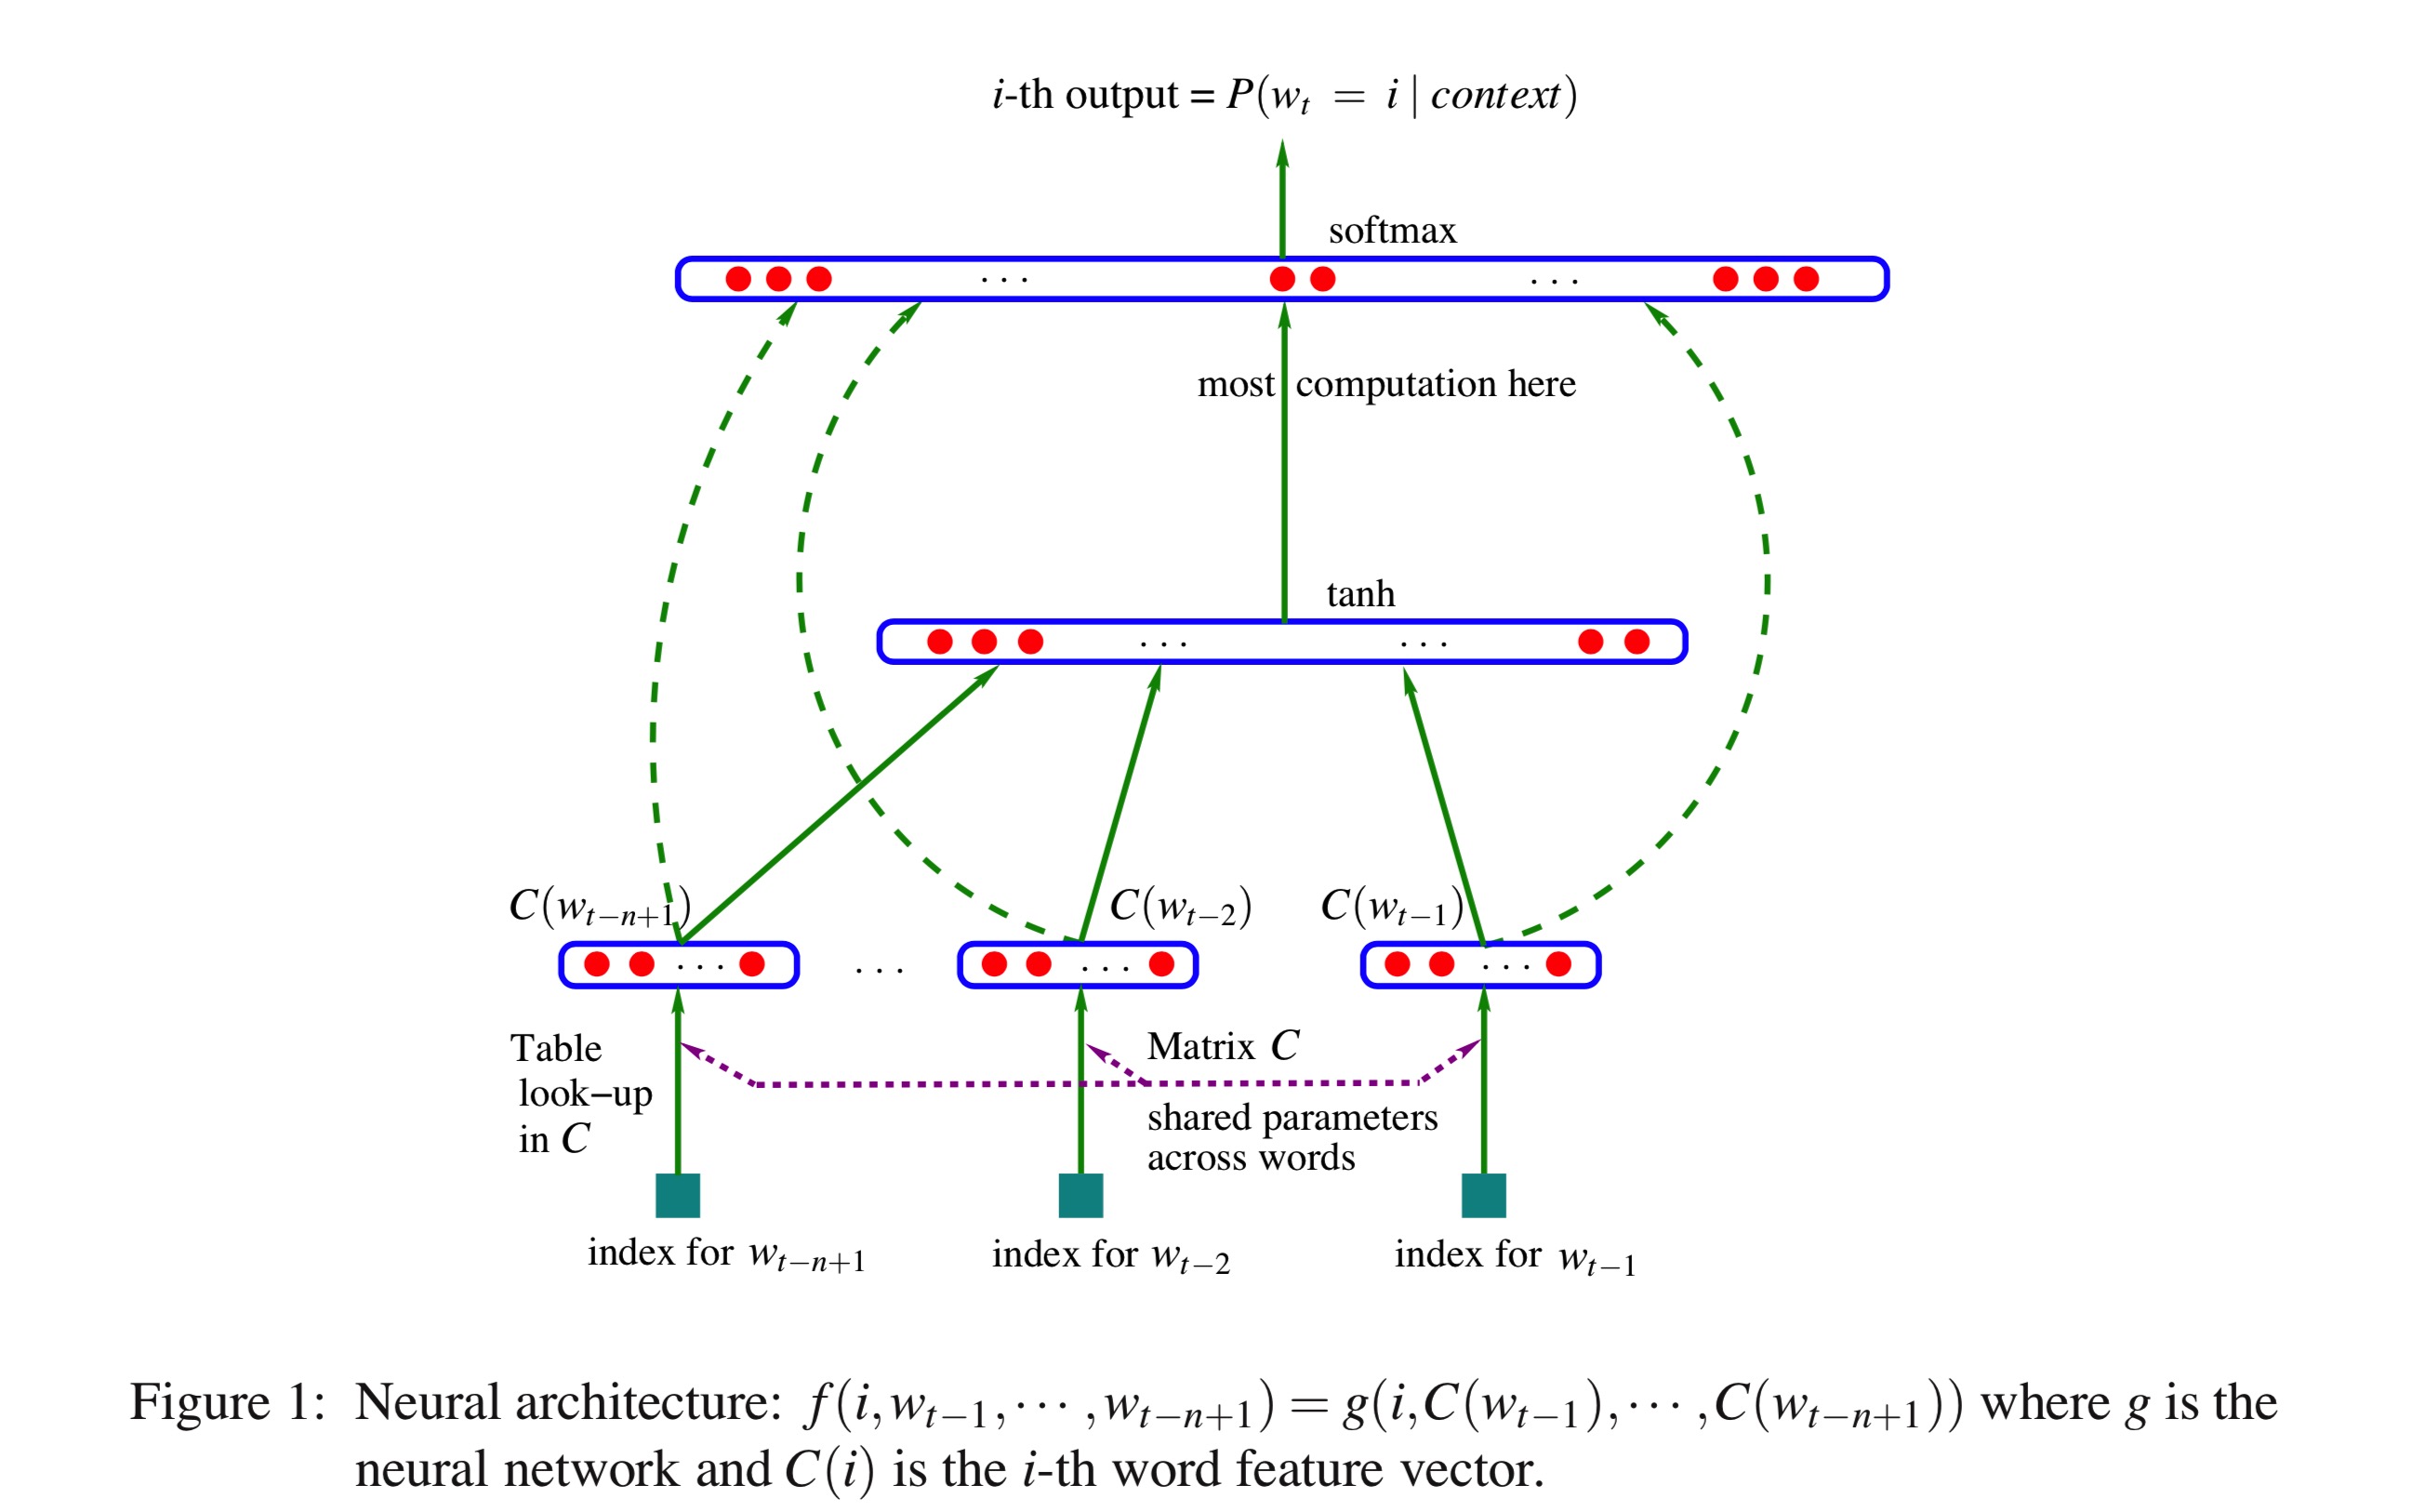 i-th output = P(w_t = i | context)
softmax
. . .
. . .
most computation here
tanh
. . .
. . .
C(w_{t−n+1})
C(w_{t−2})
C(w_{t−1})
. . .
. . .
. . .
. . .
Table
look−up
in C
Matrix C
shared parameters
across words
index for w_{t−n+1}
index for w_{t−2}
index for w_{t−1}
Figure 1: Neural architecture: f(i,w_{t−1},··· ,w_{t−n+1}) = g(i,C(w_{t−1}),··· ,C(w_{t−n+1})) where g is the
neural network and C(i) is the i-th word feature vector.